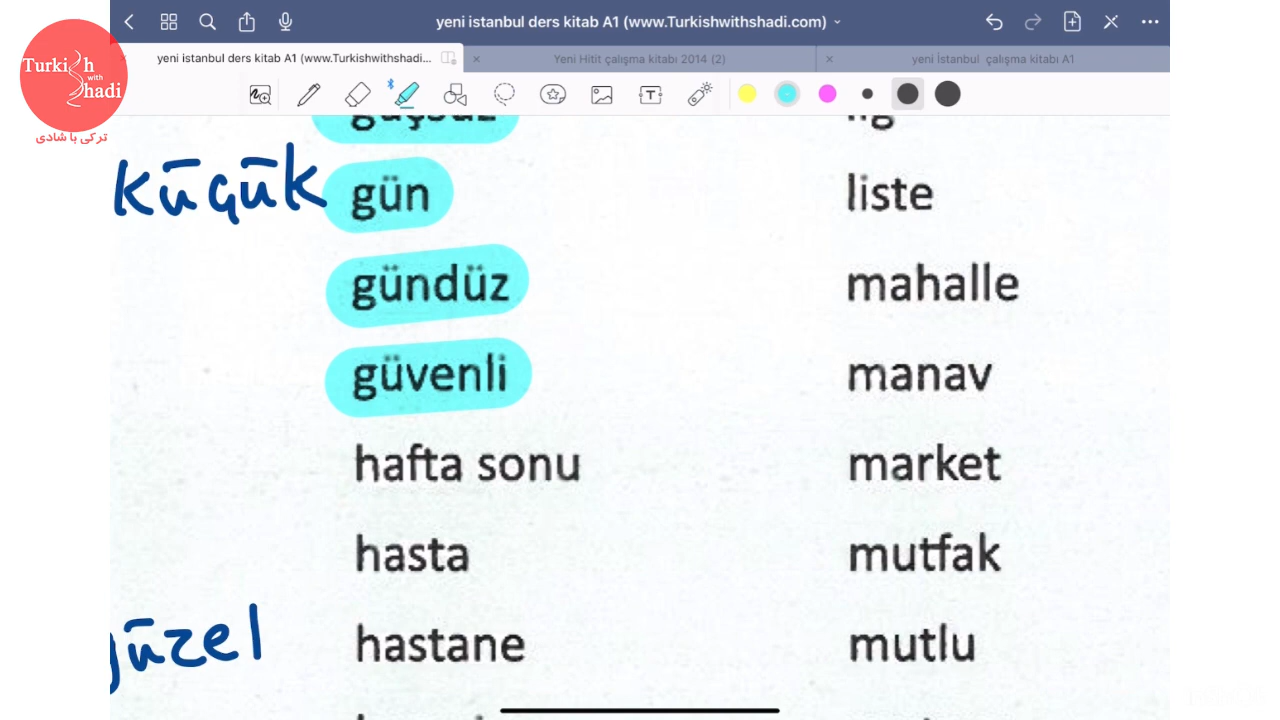 yeni istanbul ders kitab A1 (www.Turkishwithshadi.com)
yeni istanbul ders kitab A1 (www.Turkishwithshadi...
Yeni Hitit çalışma kitabı 2014 (2)
yeni İstanbul çalışma kitabı A1
Turkish
with
Shadi
ترکی با شادی
güçsüz
küçük
gün
liste
gündüz
mahalle
güvenli
manav
hafta sonu
market
hasta
mutfak
güzel
hastane
mutlu